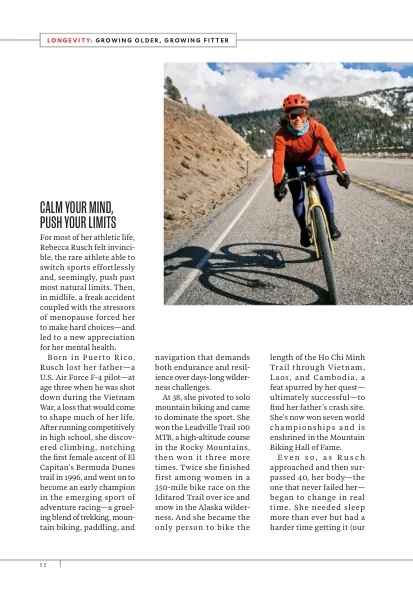 LONGEVITY: GROWING OLDER, GROWING FITTER
CALM YOUR MIND,
PUSH YOUR LIMITS
For most of her athletic life,
Rebecca Rusch felt invinci-
ble, the rare athlete able to
switch sports effortlessly
and, seemingly, push past
most natural limits. Then,
in midlife, a freak accident
coupled with the stressors
of menopause forced her
to make hard choices—and
led to a new appreciation
for her mental health.
Born in Puerto Rico,
Rusch lost her father—a
U.S. Air Force F-4 pilot—at
age three when he was shot
down during the Vietnam
War, a loss that would come
to shape much of her life.
After running competitively
in high school, she discov-
ered climbing, notching
the first female ascent of El
Capitan's Bermuda Dunes
trail in 1996, and went on to
become an early champion
in the emerging sport of
adventure racing—a gruel-
ing blend of trekking, moun-
tain biking, paddling, and
navigation that demands
both endurance and resil-
ience over days-long wilder-
ness challenges.
At 38, she pivoted to solo
mountain biking and came
to dominate the sport. She
won the Leadville Trail 100
MTB, a high-altitude course
in the Rocky Mountains,
then won it three more
times. Twice she finished
first among women in a
350-mile bike race on the
Iditarod Trail over ice and
snow in the Alaska wilder-
ness. And she became the
only person to bike the
length of the Ho Chi Minh
Trail through Vietnam,
Laos, and Cambodia, a
feat spurred by her quest—
ultimately successful—to
find her father's crash site.
She's now won seven world
championships and is
enshrined in the Mountain
Biking Hall of Fame.
Even so, as Rusch
approached and then sur-
passed 40, her body—the
one that never failed her—
began to change in real
time. She needed sleep
more than ever but had a
harder time getting it (our
52